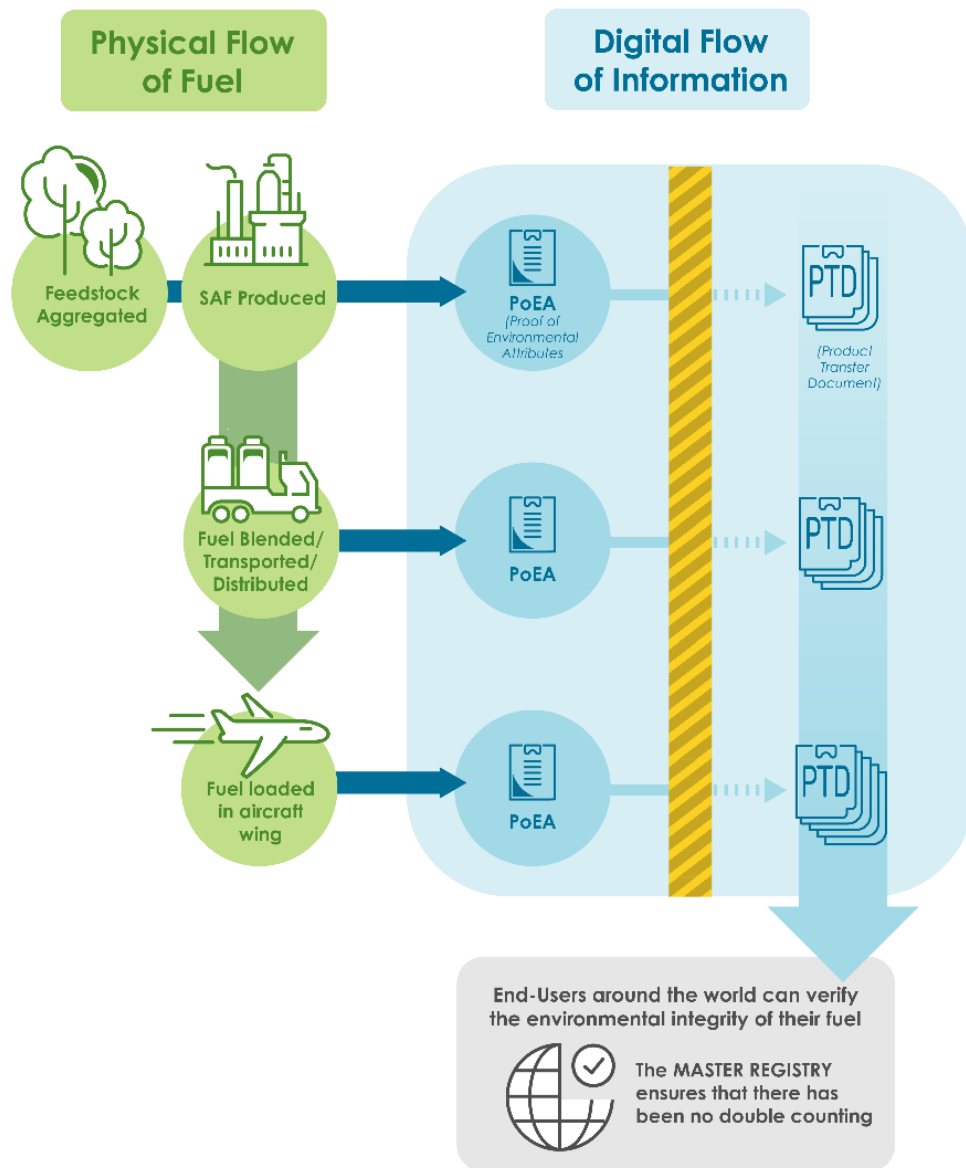 Physical Flow
of Fuel
Digital Flow
of Information
Feedstock
Aggregated
SAF Produced
PoEA
(Proof of
Environmental
Attributes
PTD
(Product
Transter
Document)
Fuel Blended/
Transported/
Distributed
PoEA
PTD
Fuel loaded
in aircraft
wing
PoEA
PTD
End-Users around the world can verify
the environmental integrity of their fuel
The MASTER REGISTRY
ensures that there has
been no double counting